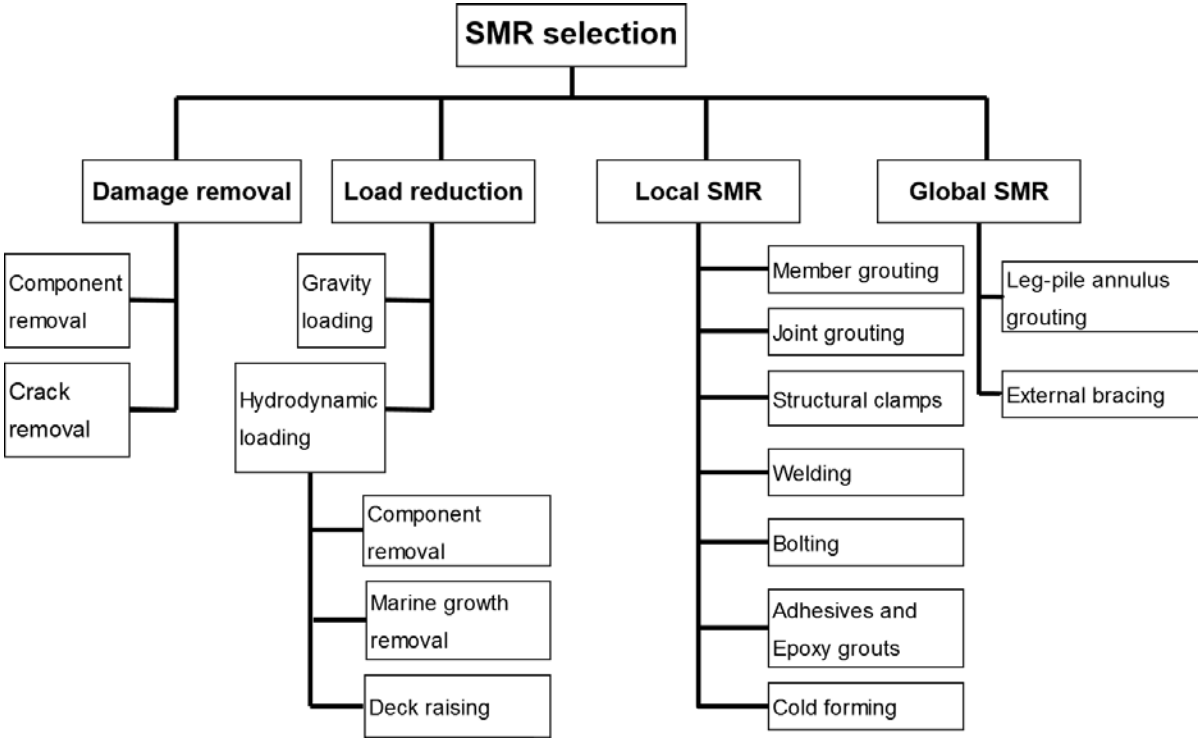 SMR selection
Damage removal
Component
removal
Crack
removal
Load reduction
Gravity
loading
Hydrodynamic
loading
Component
removal
Marine growth
removal
Deck raising
Local SMR
Member grouting
Joint grouting
Structural clamps
Welding
Bolting
Adhesives and
Epoxy grouts
Cold forming
Global SMR
Leg-pile annulus
grouting
External bracing